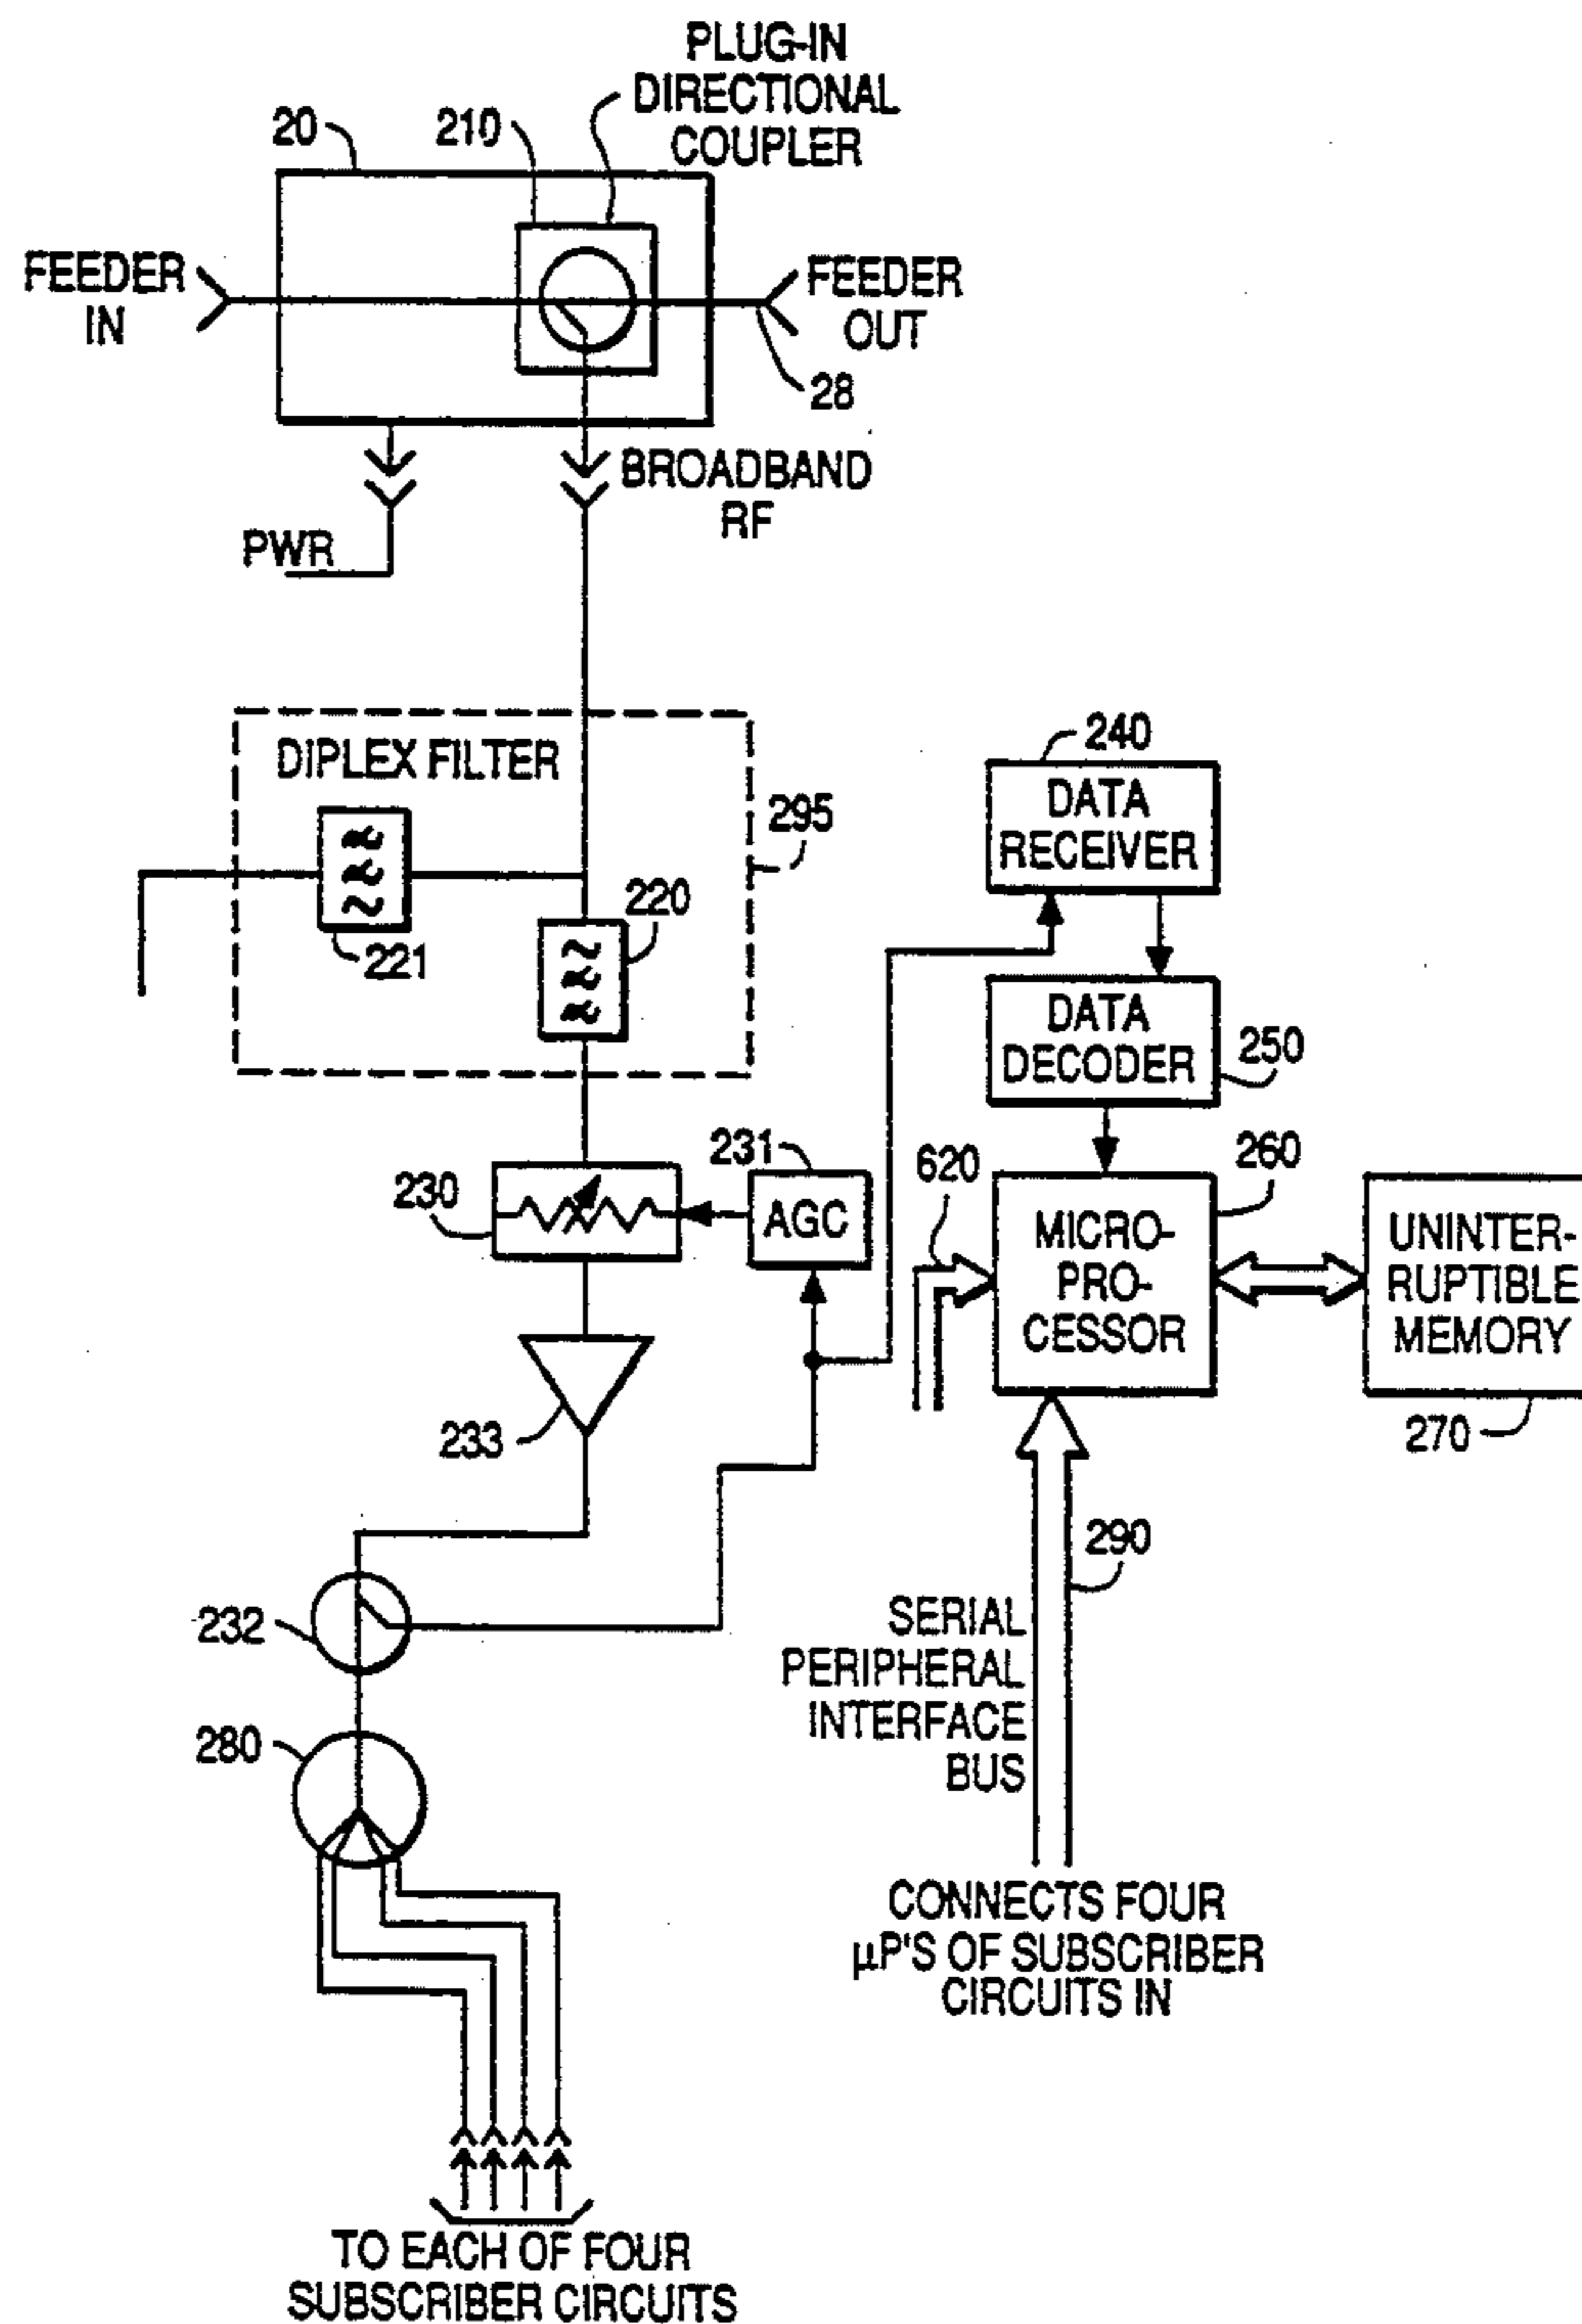 PLUG-IN
DIRECTIONAL
COUPLER
20
210
FEEDER
IN
FEEDER
OUT
28
BROADBAND
RF
PWR
DIPLEX FILTER
295
221
220
240
DATA
RECEIVER
DATA
DECODER
250
230
231
AGC
620
260
MICRO-
PRO-
CESSOR
UNINTER-
RUPTIBLE
MEMORY
270
233
290
232
SERIAL
PERIPHERAL
INTERFACE
BUS
280
CONNECTS FOUR
µP'S OF SUBSCRIBER
CIRCUITS IN
TO EACH OF FOUR
SUBSCRIBER CIRCUITS